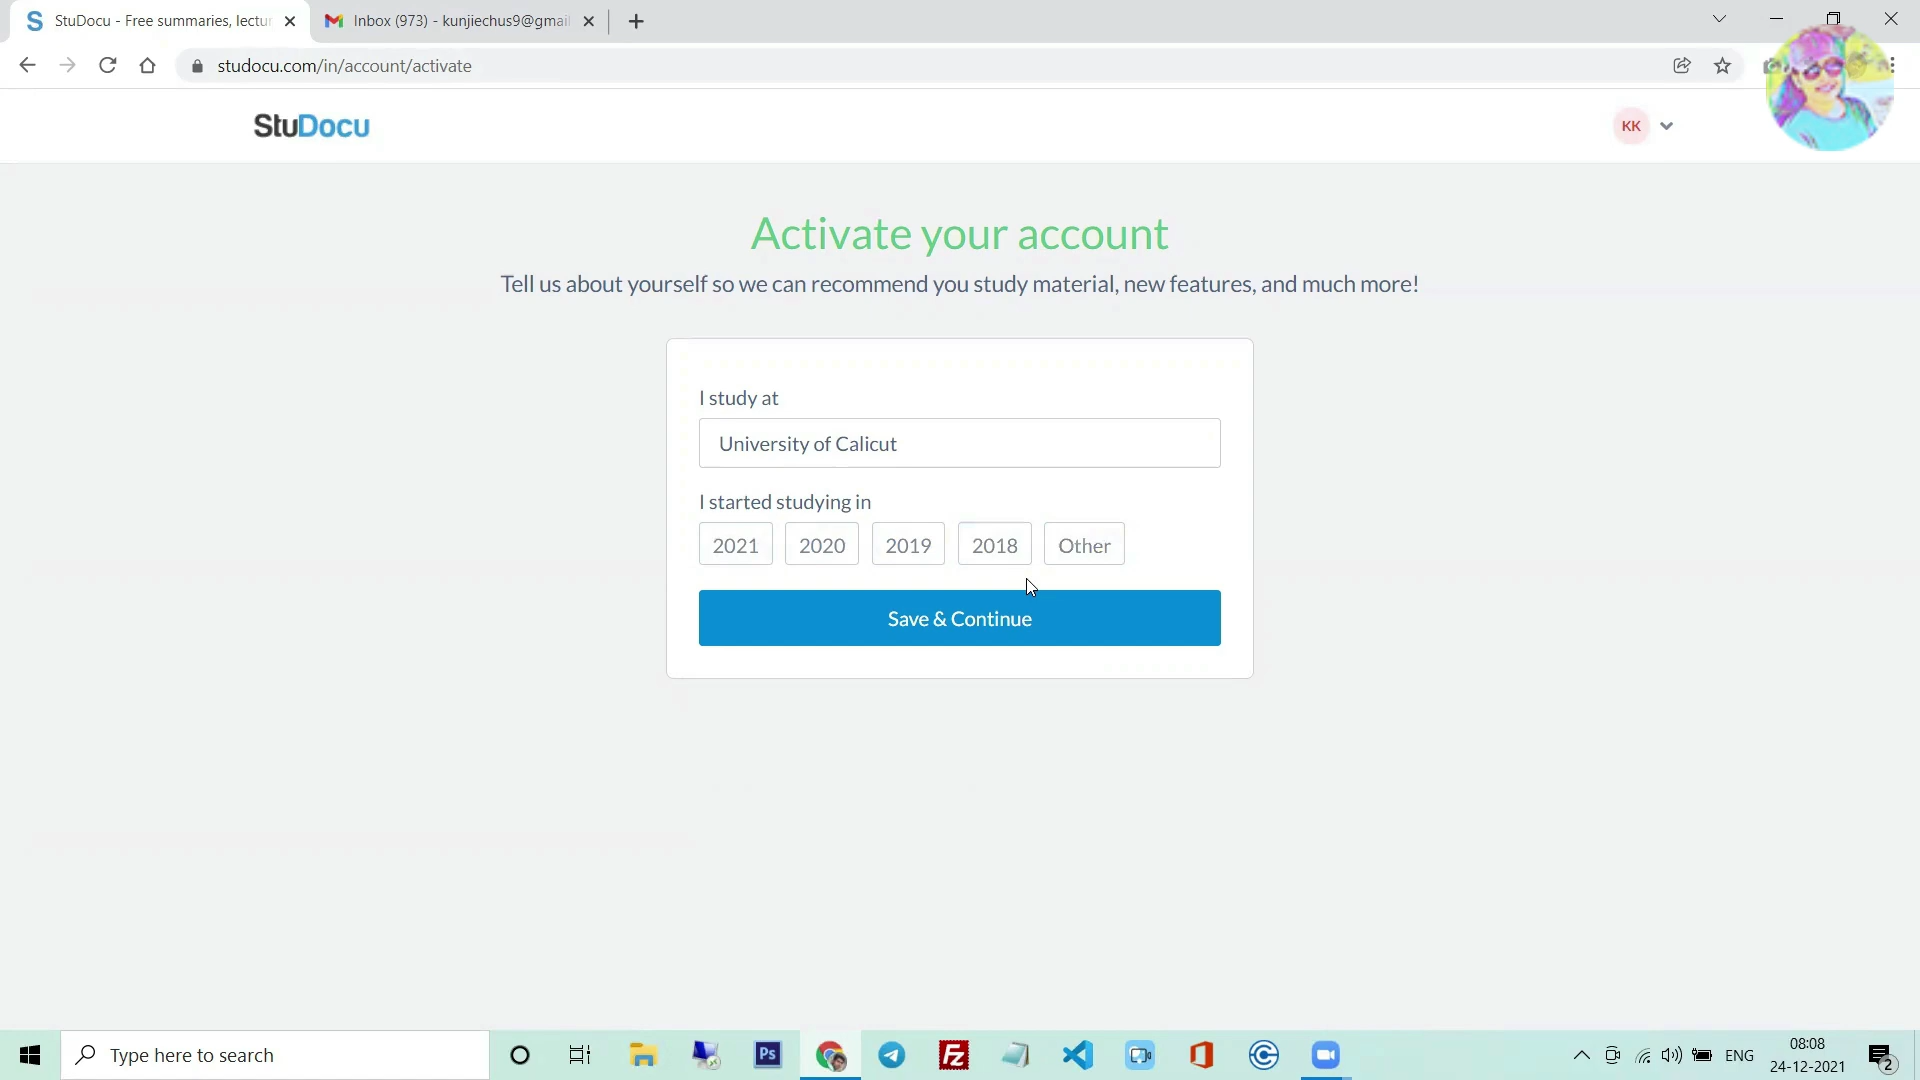 StuDocu - Free summaries, lectur
Inbox (973) - kunjiechus9@gmail
studocu.com/in/account/activate
StuDocu
KK
Activate your account
Tell us about yourself so we can recommend you study material, new features, and much more!
I study at
University of Calicut
I started studying in
2021 2020 2019 2018 Other
Save & Continue
Type here to search
Ps
ENG
08:08
24-12-2021
2